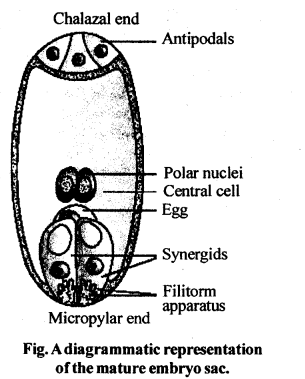 Chalazal end
Antipodals
Polar nuclei
Central cell
Egg
Synergids
Filitorm
apparatus
Micropylar end
Fig. A diagrammatic representation
of the mature embryo sac.